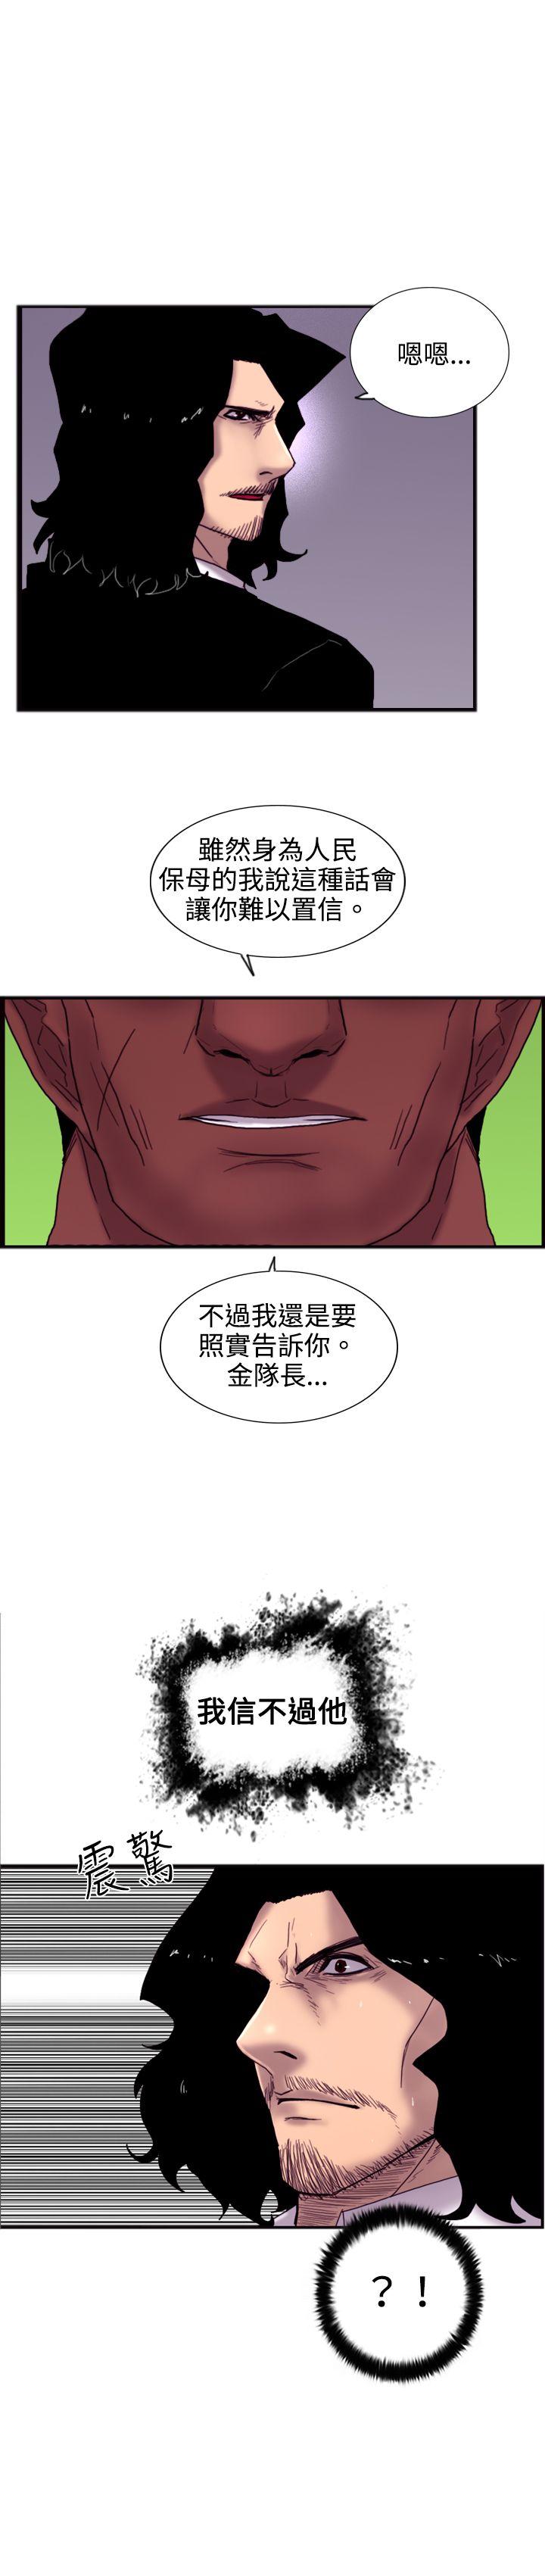 嗯嗯...
雖然身為人民
保母的我說這種話會
讓你難以置信。
不過我還是要
照實告訴你。
金隊長...
我信不過他
震驚
？！